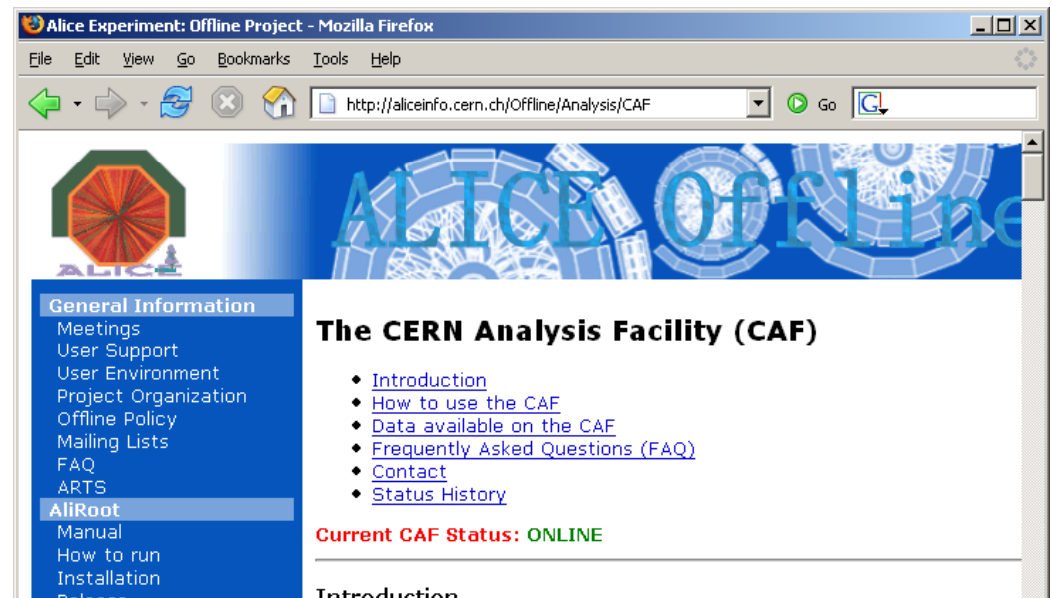 Alice Experiment: Offline Project - Mozilla Firefox
File Edit View Go Bookmarks Tools Help
http://aliceinfo.cern.ch/Offline/Analysis/CAF Go G
ALICE Offline
ALICE
General Information
Meetings
User Support
User Environment
Project Organization
Offline Policy
Mailing Lists
FAQ
ARTS
AliRoot
Manual
How to run
Installation
The CERN Analysis Facility (CAF)
Introduction
How to use the CAF
Data available on the CAF
Frequently Asked Questions (FAQ)
Contact
Status History
Current CAF Status: ONLINE
Introduction